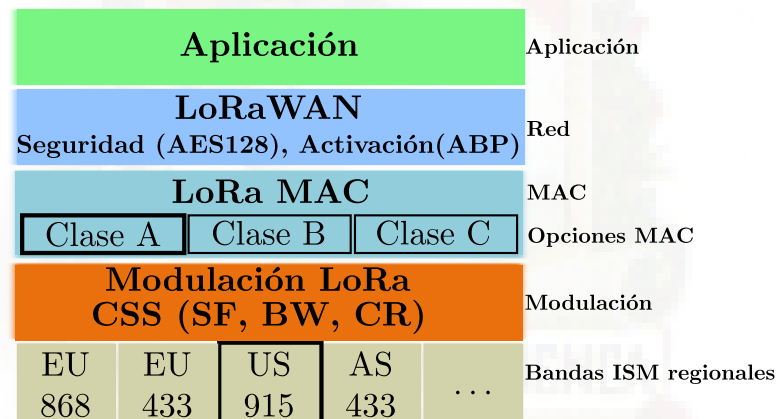 Aplicación
Aplicación
LoRaWAN
Seguridad (AES128), Activación(ABP)
Red
LoRa MAC
MAC
Clase A
Clase B
Clase C
Opciones MAC
Modulación LoRa
CSS (SF, BW, CR)
Modulación
EU
868
EU
433
US
915
AS
433
...
Bandas ISM regionales